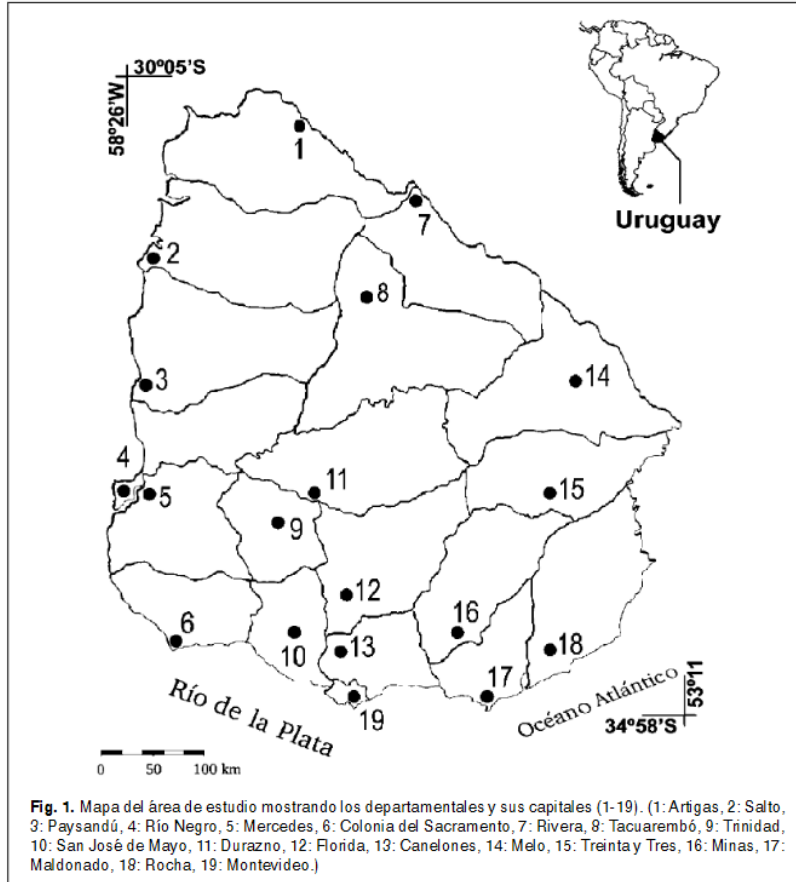 30º05'S
58º26'W
Uruguay
1
2
3
4
5
6
7
8
9
10
11
12
13
14
15
16
17
18
19
Río de la Plata
Océano Atlántico
53º11
34º58'S
0 50 100 km
Fig. 1. Mapa del área de estudio mostrando los departamentales y sus capitales (1-19). (1: Artigas, 2: Salto,
3: Paysandú, 4: Río Negro, 5: Mercedes, 6: Colonia del Sacramento, 7: Rivera, 8: Tacuarembó, 9: Trinidad,
10: San José de Mayo, 11: Durazno, 12: Florida, 13: Canelones, 14: Melo, 15: Treinta y Tres, 16: Minas, 17:
Maldonado, 18: Rocha, 19: Montevideo.)